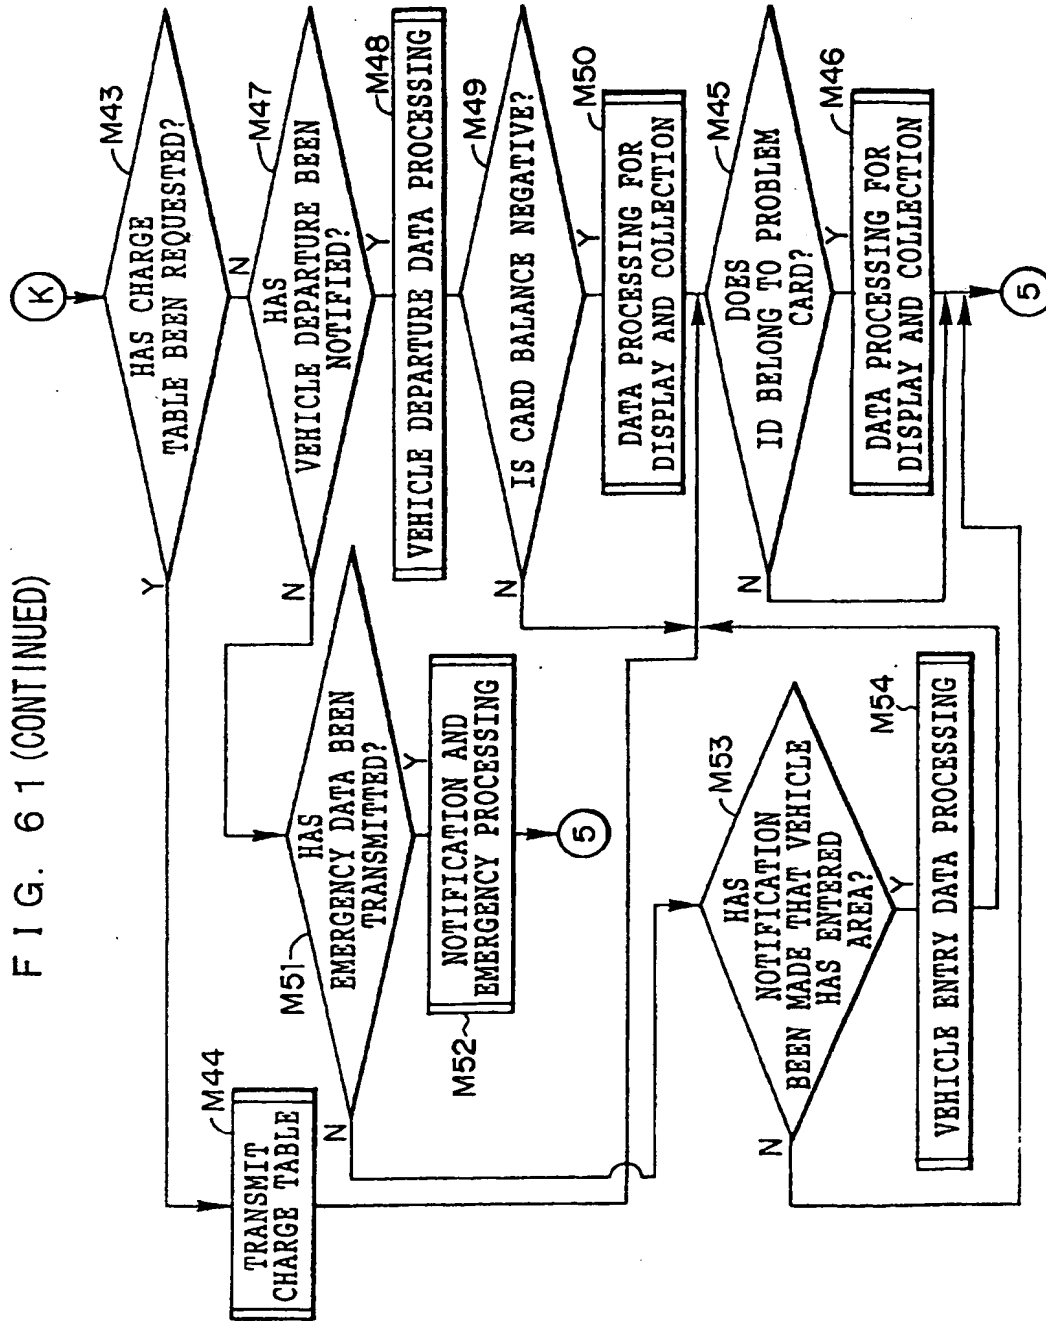 FIG. 61 (CONTINUED)
K
M43
HAS CHARGE
TABLE BEEN REQUESTED?
Y
N
M44
TRANSMIT
CHARGE TABLE
M47
HAS
VEHICLE DEPARTURE BEEN
NOTIFIED?
N
Y
M48
VEHICLE DEPARTURE DATA PROCESSING
M51
HAS
EMERGENCY DATA BEEN
TRANSMITTED?
N
Y
M52
NOTIFICATION AND
EMERGENCY PROCESSING
5
M49
IS CARD BALANCE NEGATIVE?
N
Y
M50
DATA PROCESSING FOR
DISPLAY AND COLLECTION
M53
HAS
NOTIFICATION
BEEN MADE THAT VEHICLE
HAS ENTERED
AREA?
N
Y
M54
VEHICLE ENTRY DATA PROCESSING
M45
DOES
ID BELONG TO PROBLEM
CARD?
N
Y
M46
DATA PROCESSING FOR
DISPLAY AND COLLECTION
5